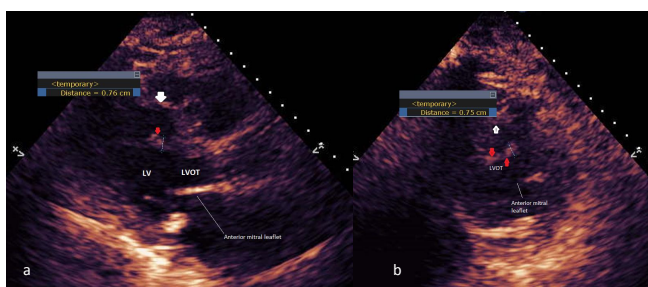 <temporary>
Distance = 0.76 cm
LV
LVOT
Anterior mitral leaflet
a
<temporary>
Distance = 0.75 cm
LVOT
Anterior mitral
leaflet
b